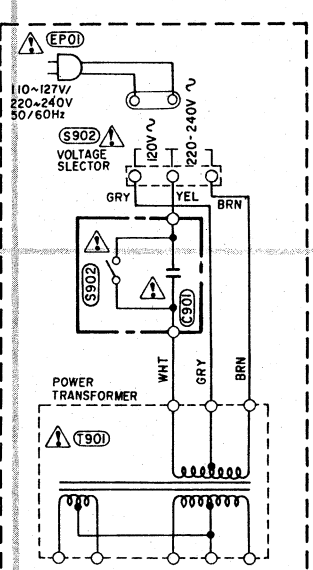 EP01
110~127V/
220~240V
50/60Hz
S902
VOLTAGE
SLECTOR
120V ~
220-240V ~
GRY
YEL
BRN
S902
C901
WHT
GRY
BRN
POWER
TRANSFORMER
T901